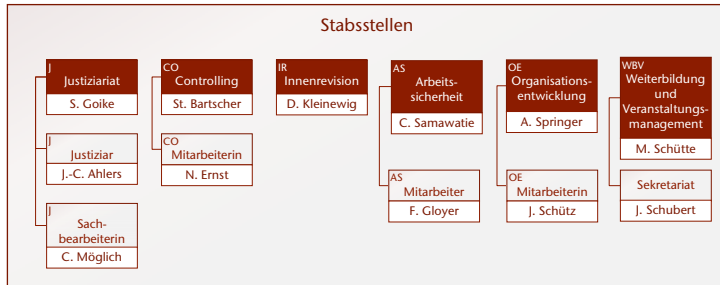 Stabsstellen
J
Justiziariat
S. Goike
J
Justiziar
J.-C. Ahlers
J
Sach-
bearbeiterin
C. Möglich
CO
Controlling
St. Bartscher
CO
Mitarbeiterin
N. Ernst
IR
Innenrevision
D. Kleinewig
AS
Arbeits-
sicherheit
C. Samawatie
AS
Mitarbeiter
F. Gloyer
OE
Organisations-
entwicklung
A. Springer
OE
Mitarbeiterin
J. Schütz
WBV
Weiterbildung
und
Veranstaltungs-
management
M. Schütte
Sekretariat
J. Schubert